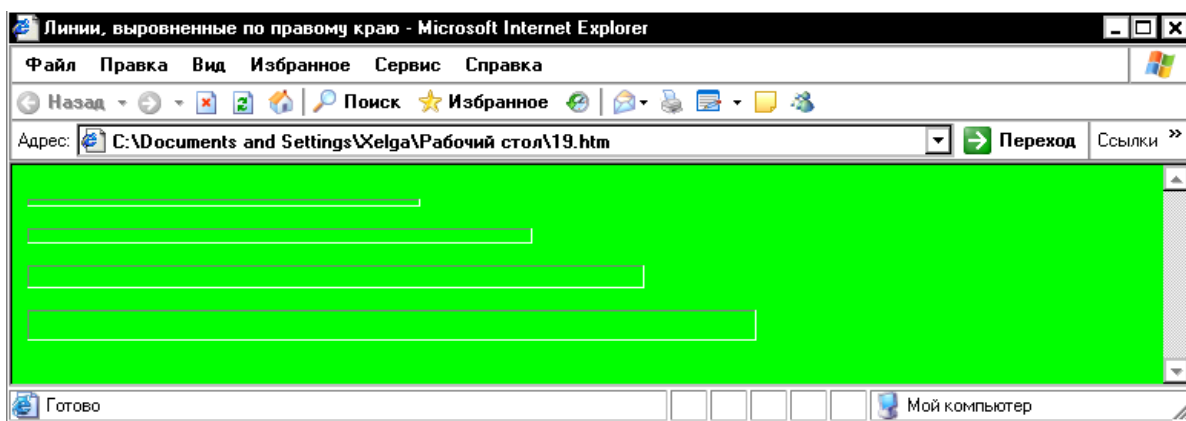 Линии, выровненные по правому краю - Microsoft Internet Explorer
Файл Правка Вид Избранное Сервис Справка
Назад Поиск Избранное
Адрес: C:\Documents and Settings\Xelga\Рабочий стол\19.htm Переход Ссылки »
Готово Мой компьютер